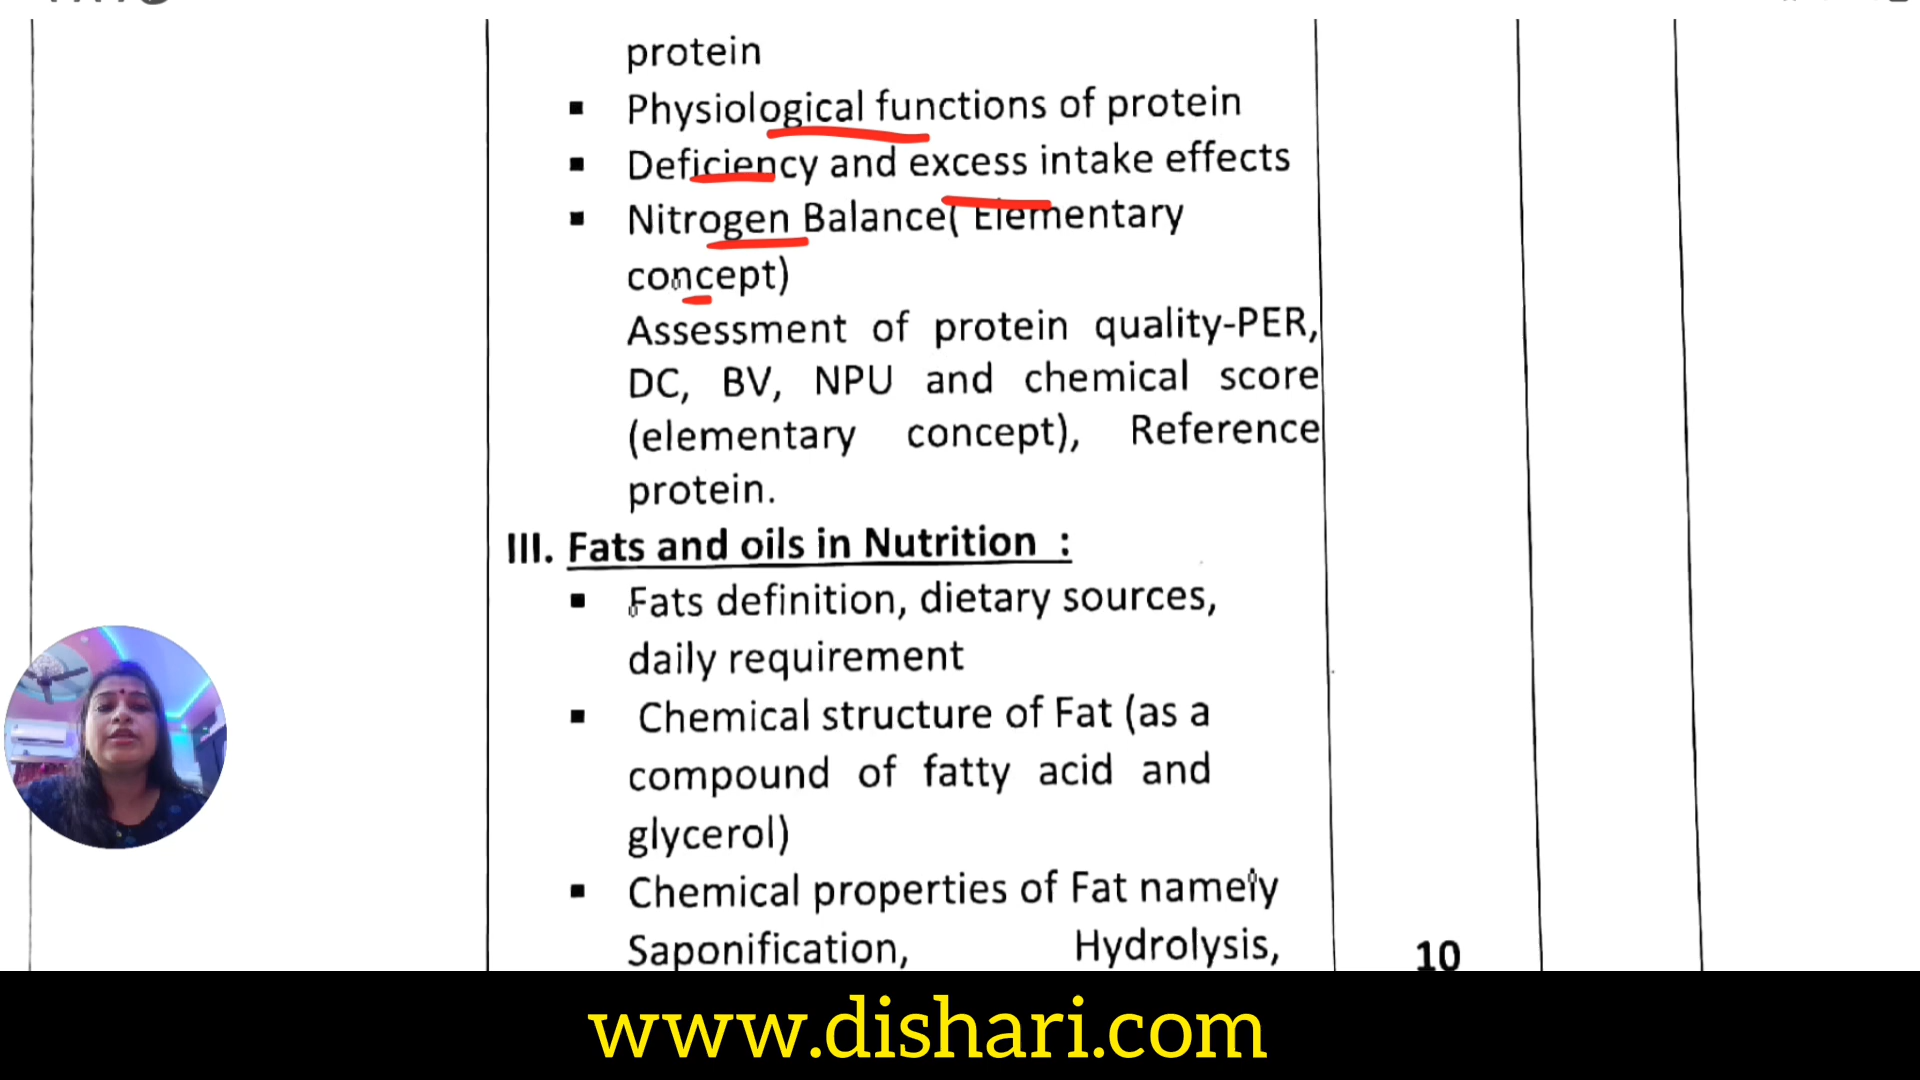 protein
▪ Physiological functions of protein
▪ Deficiency and excess intake effects
▪ Nitrogen Balance( Elementary
concept)
Assessment of protein quality-PER,
DC, BV, NPU and chemical score
(elementary concept), Reference
protein.
III. Fats and oils in Nutrition :
▪ Fats definition, dietary sources,
daily requirement
▪ Chemical structure of Fat (as a
compound of fatty acid and
glycerol)
▪ Chemical properties of Fat namely
Saponification, Hydrolysis,
10
www.dishari.com